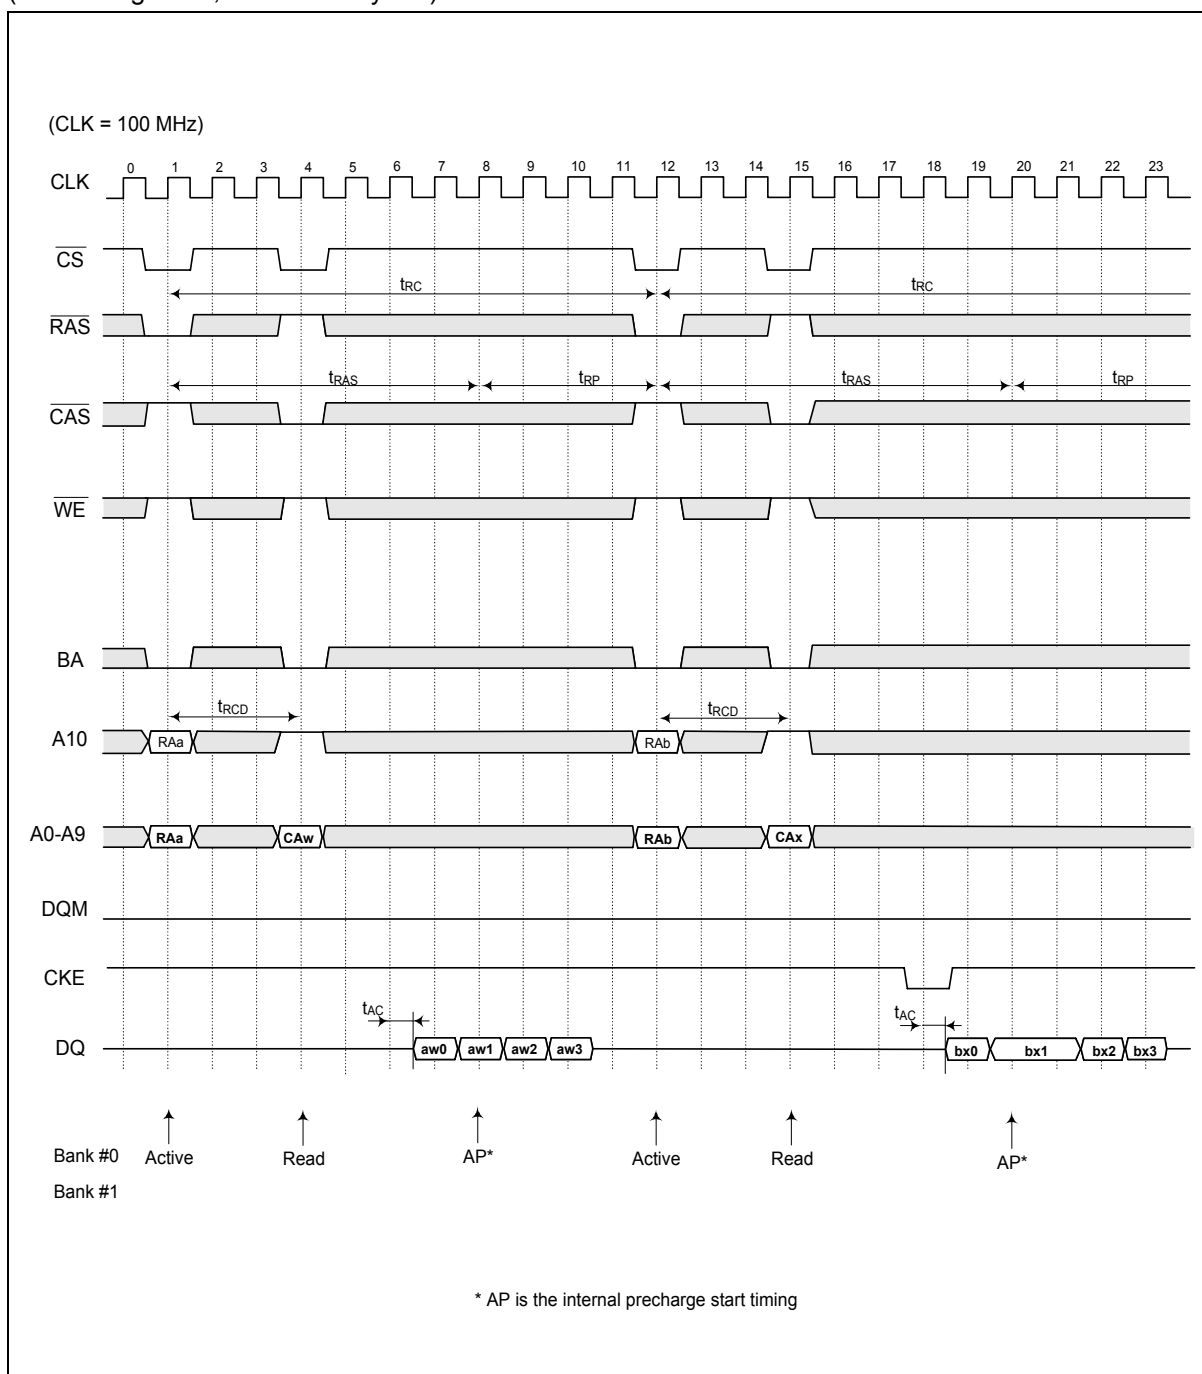 (CLK = 100 MHz)
0 1 2 3 4 5 6 7 8 9 10 11 12 13 14 15 16 17 18 19 20 21 22 23
CLK
CS
tRC tRC
RAS
tRAS tRP tRAS tRP
CAS
WE
BA
tRCD tRCD
A10 RAa RAb
A0-A9 RAa CAw RAb CAx
DQM
CKE
tAC tAC
DQ aw0 aw1 aw2 aw3 bx0 bx1 bx2 bx3
Bank #0 Active Read AP* Active Read AP*
Bank #1
* AP is the internal precharge start timing